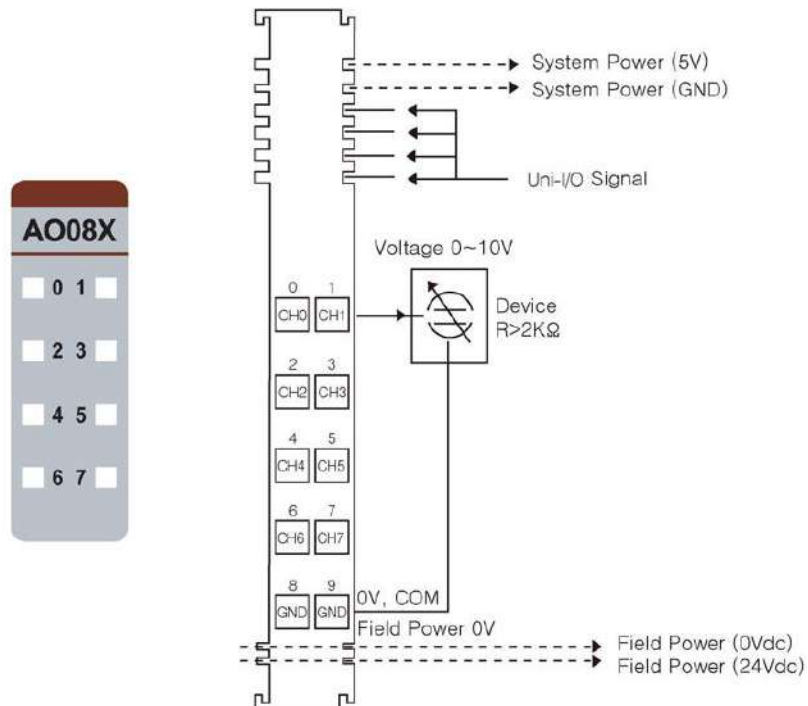 AO08X
0 1
2 3
4 5
6 7
System Power (5V)
System Power (GND)
Uni-I/O Signal
Voltage 0~10V
Device
R>2KΩ
0 1
CH0 CH1
2 3
CH2 CH3
4 5
CH4 CH5
6 7
CH6 CH7
8 9
GND GND
0V, COM
Field Power 0V
Field Power (0Vdc)
Field Power (24Vdc)